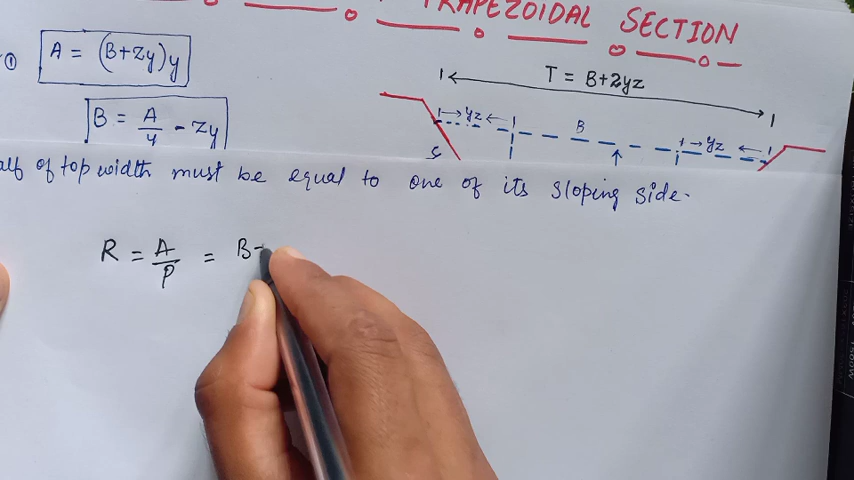 TRAPEZOIDAL SECTION
① A = (B+zy)y
T = B+2yz
B = A/y - zy
yz B yz
half of top width must be equal to one of its sloping side.
R = A/P = B